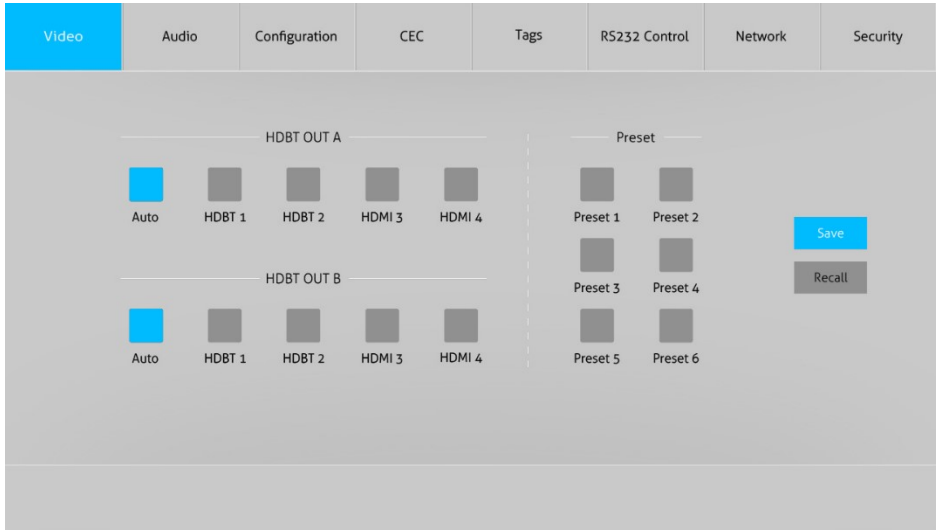 Video Audio Configuration CEC Tags RS232 Control Network Security
HDBT OUT A
Auto HDBT 1 HDBT 2 HDMI 3 HDMI 4
HDBT OUT B
Auto HDBT 1 HDBT 2 HDMI 3 HDMI 4
Preset
Preset 1 Preset 2
Preset 3 Preset 4
Preset 5 Preset 6
Save
Recall